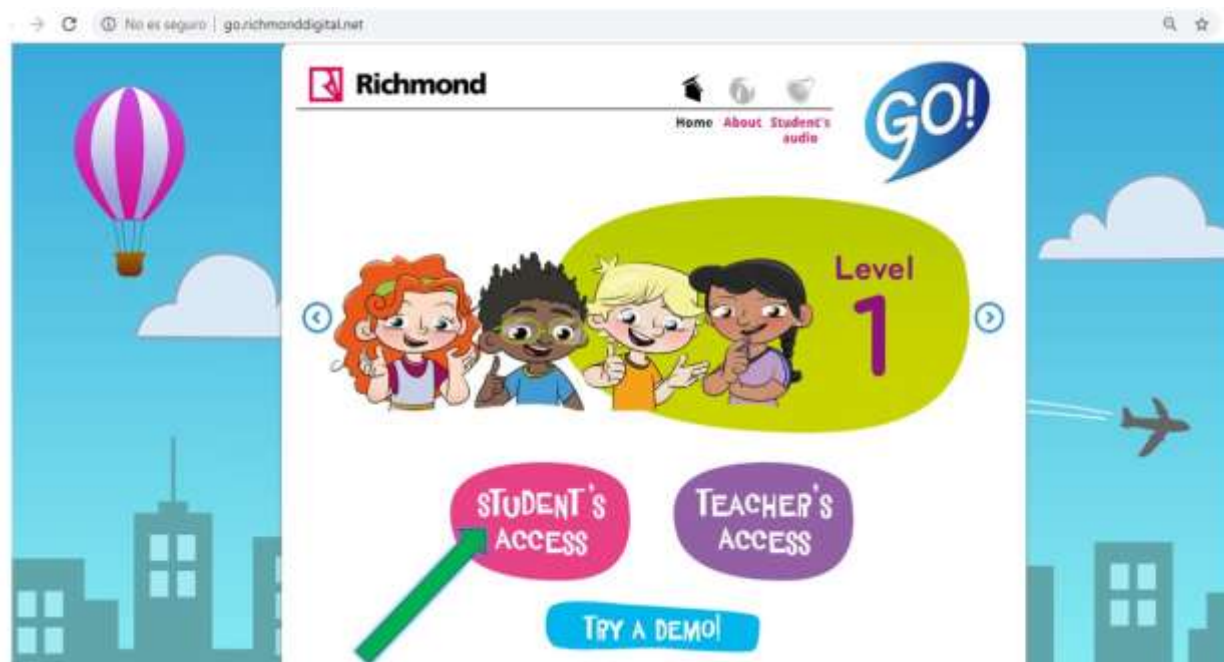 No es seguro | go.richmonddigital.net
Richmond
GO!
Home About Student's
audio
Level
1
STUDENT'S
ACCESS
TEACHER'S
ACCESS
TRY A DEMO!